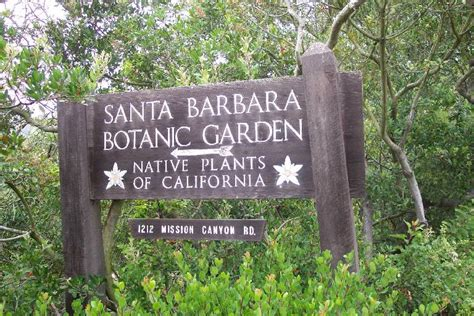 SANTA BARBARA
BOTANIC GARDEN
NATIVE PLANTS
OF CALIFORNIA
1212 MISSION CANYON RD.